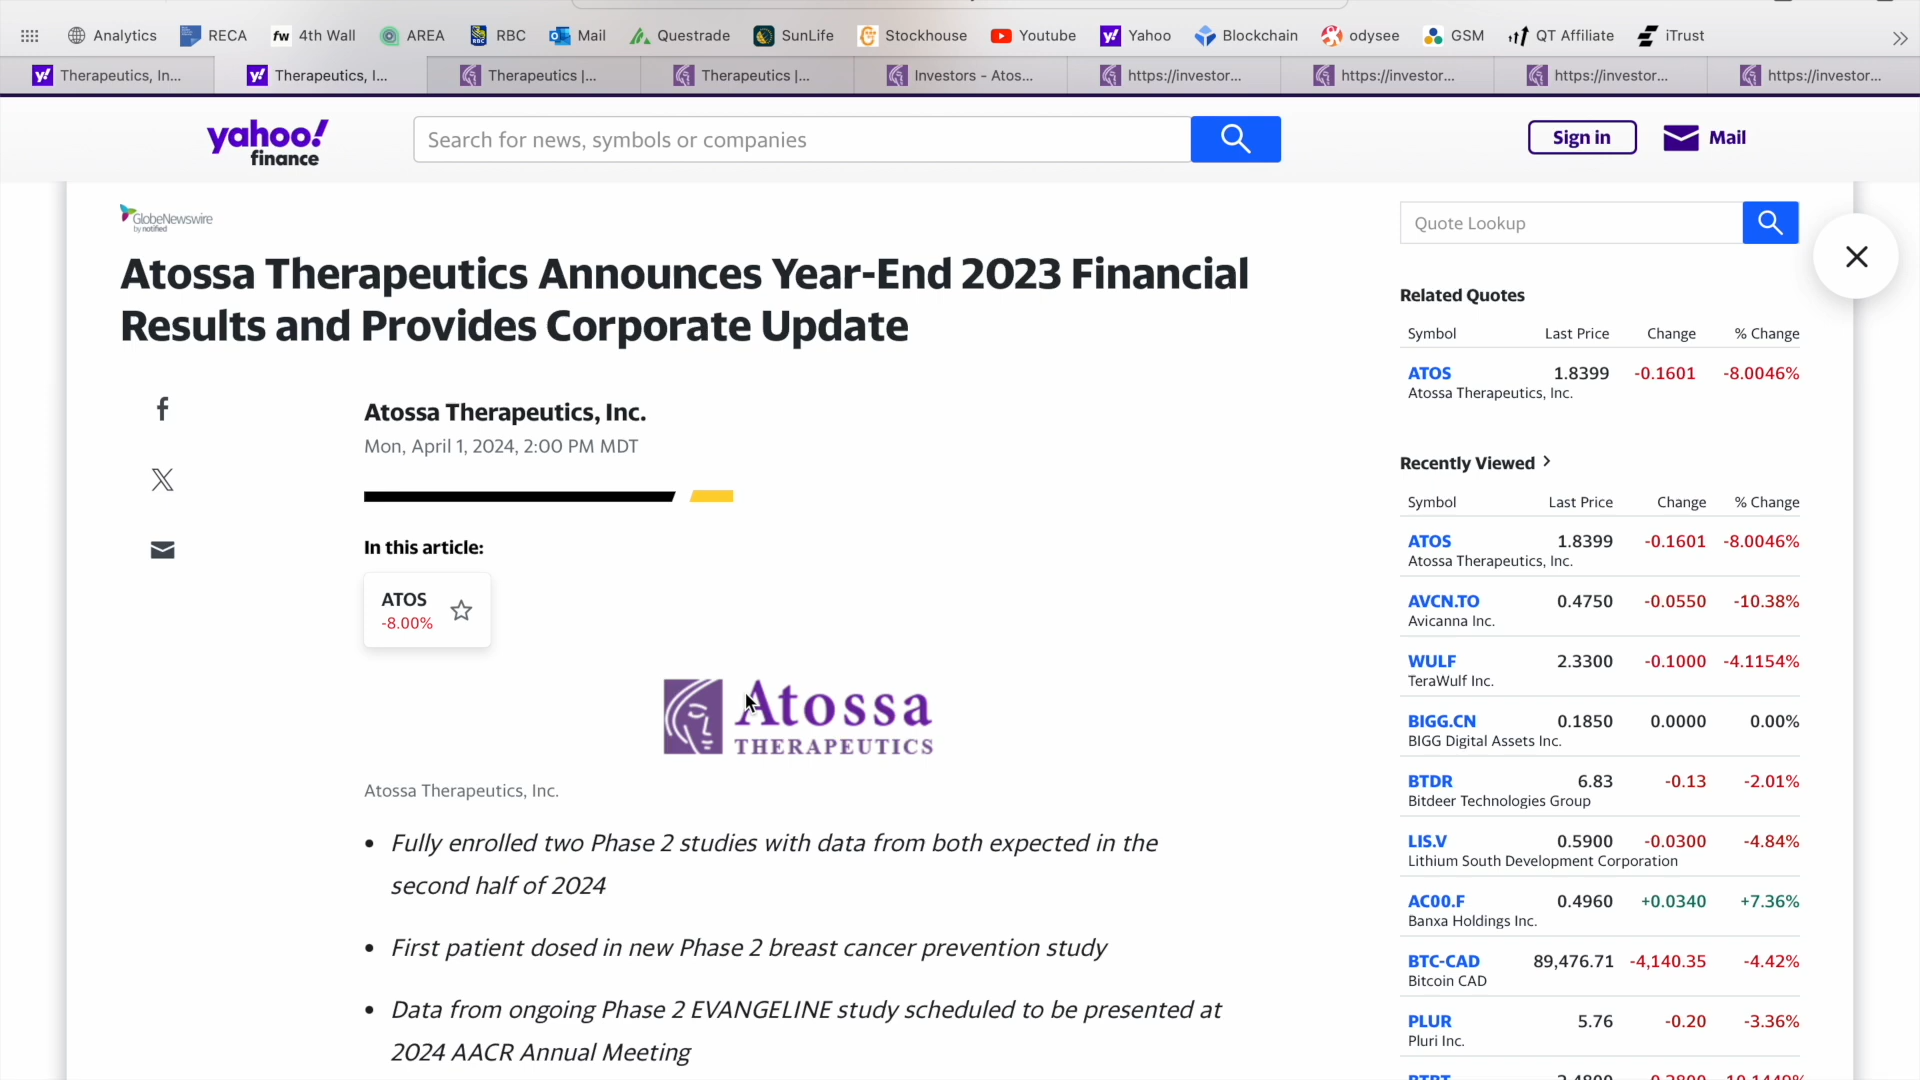 Analytics RECA fw 4th Wall AREA RBC Mail Questrade SunLife Stockhouse Youtube Yahoo Blockchain odysee GSM QT Affiliate iTrust
Therapeutics, In... Therapeutics, I... Therapeutics |... Therapeutics |... Investors - Atos... https://investor... https://investor... https://investor... https://investor...
yahoo!
finance
Search for news, symbols or companies
Sign in
Mail
GlobeNewswire
by notified
Atossa Therapeutics Announces Year-End 2023 Financial
Results and Provides Corporate Update
Atossa Therapeutics, Inc.
Mon, April 1, 2024, 2:00 PM MDT
In this article:
ATOS
-8.00%
Atossa
THERAPEUTICS
Atossa Therapeutics, Inc.
• Fully enrolled two Phase 2 studies with data from both expected in the
second half of 2024
• First patient dosed in new Phase 2 breast cancer prevention study
• Data from ongoing Phase 2 EVANGELINE study scheduled to be presented at
2024 AACR Annual Meeting
Quote Lookup
Related Quotes
Symbol Last Price Change % Change
ATOS 1.8399 -0.1601 -8.0046%
Atossa Therapeutics, Inc.
Recently Viewed
Symbol Last Price Change % Change
ATOS 1.8399 -0.1601 -8.0046%
Atossa Therapeutics, Inc.
AVCN.TO 0.4750 -0.0550 -10.38%
Avicanna Inc.
WULF 2.3300 -0.1000 -4.1154%
TeraWulf Inc.
BIGG.CN 0.1850 0.0000 0.00%
BIGG Digital Assets Inc.
BTDR 6.83 -0.13 -2.01%
Bitdeer Technologies Group
LIS.V 0.5900 -0.0300 -4.84%
Lithium South Development Corporation
AC00.F 0.4960 +0.0340 +7.36%
Banxa Holdings Inc.
BTC-CAD 89,476.71 -4,140.35 -4.42%
Bitcoin CAD
PLUR 5.76 -0.20 -3.36%
Pluri Inc.